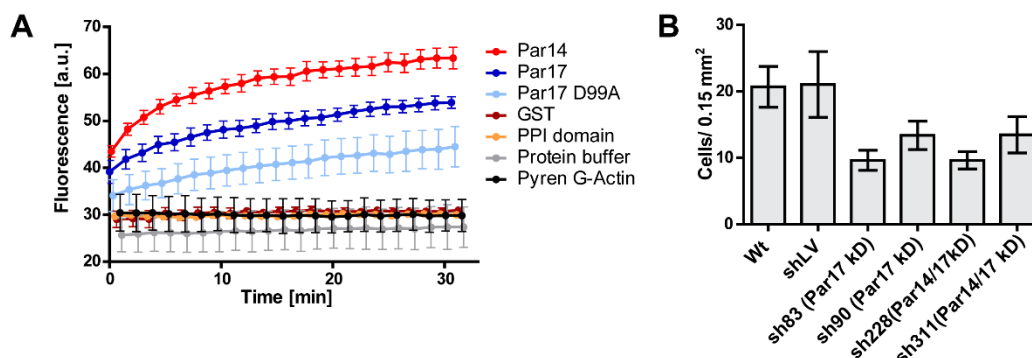 A
Fluorescence [a.u.]
70
60
50
40
30
20
0
10
20
30
Time [min]
Par14
Par17
Par17 D99A
GST
PPI domain
Protein buffer
Pyren G-Actin
B
Cells/ 0.15 mm²
30
20
10
0
Wt
shLV
sh83 (Par17 kD)
sh90 (Par17 kD)
sh228(Par14/17kD)
sh311(Par14/17 kD)